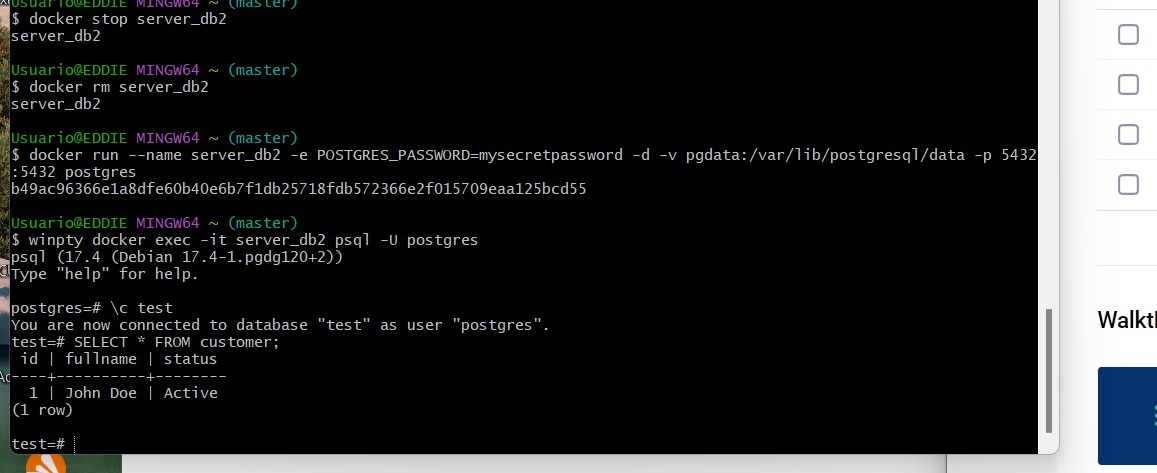 Usuario@EDDIE MINGW64 ~ (master)
$ docker stop server_db2
server_db2
Usuario@EDDIE MINGW64 ~ (master)
$ docker rm server_db2
server_db2
Usuario@EDDIE MINGW64 ~ (master)
$ docker run --name server_db2 -e POSTGRES_PASSWORD=mysecretpassword -d -v pgdata:/var/lib/postgresql/data -p 5432
:5432 postgres
b49ac96366e1a8dfe60b40e6b7f1db25718fdb572366e2f015709eaa125bcd55
Usuario@EDDIE MINGW64 ~ (master)
$ winpty docker exec -it server_db2 psql -U postgres
psql (17.4 (Debian 17.4-1.pgdg120+2))
Type "help" for help.
postgres=# \c test
You are now connected to database "test" as user "postgres".
test=# SELECT * FROM customer;
 id | fullname | status
----+----------+--------
  1 | John Doe | Active
(1 row)
test=#